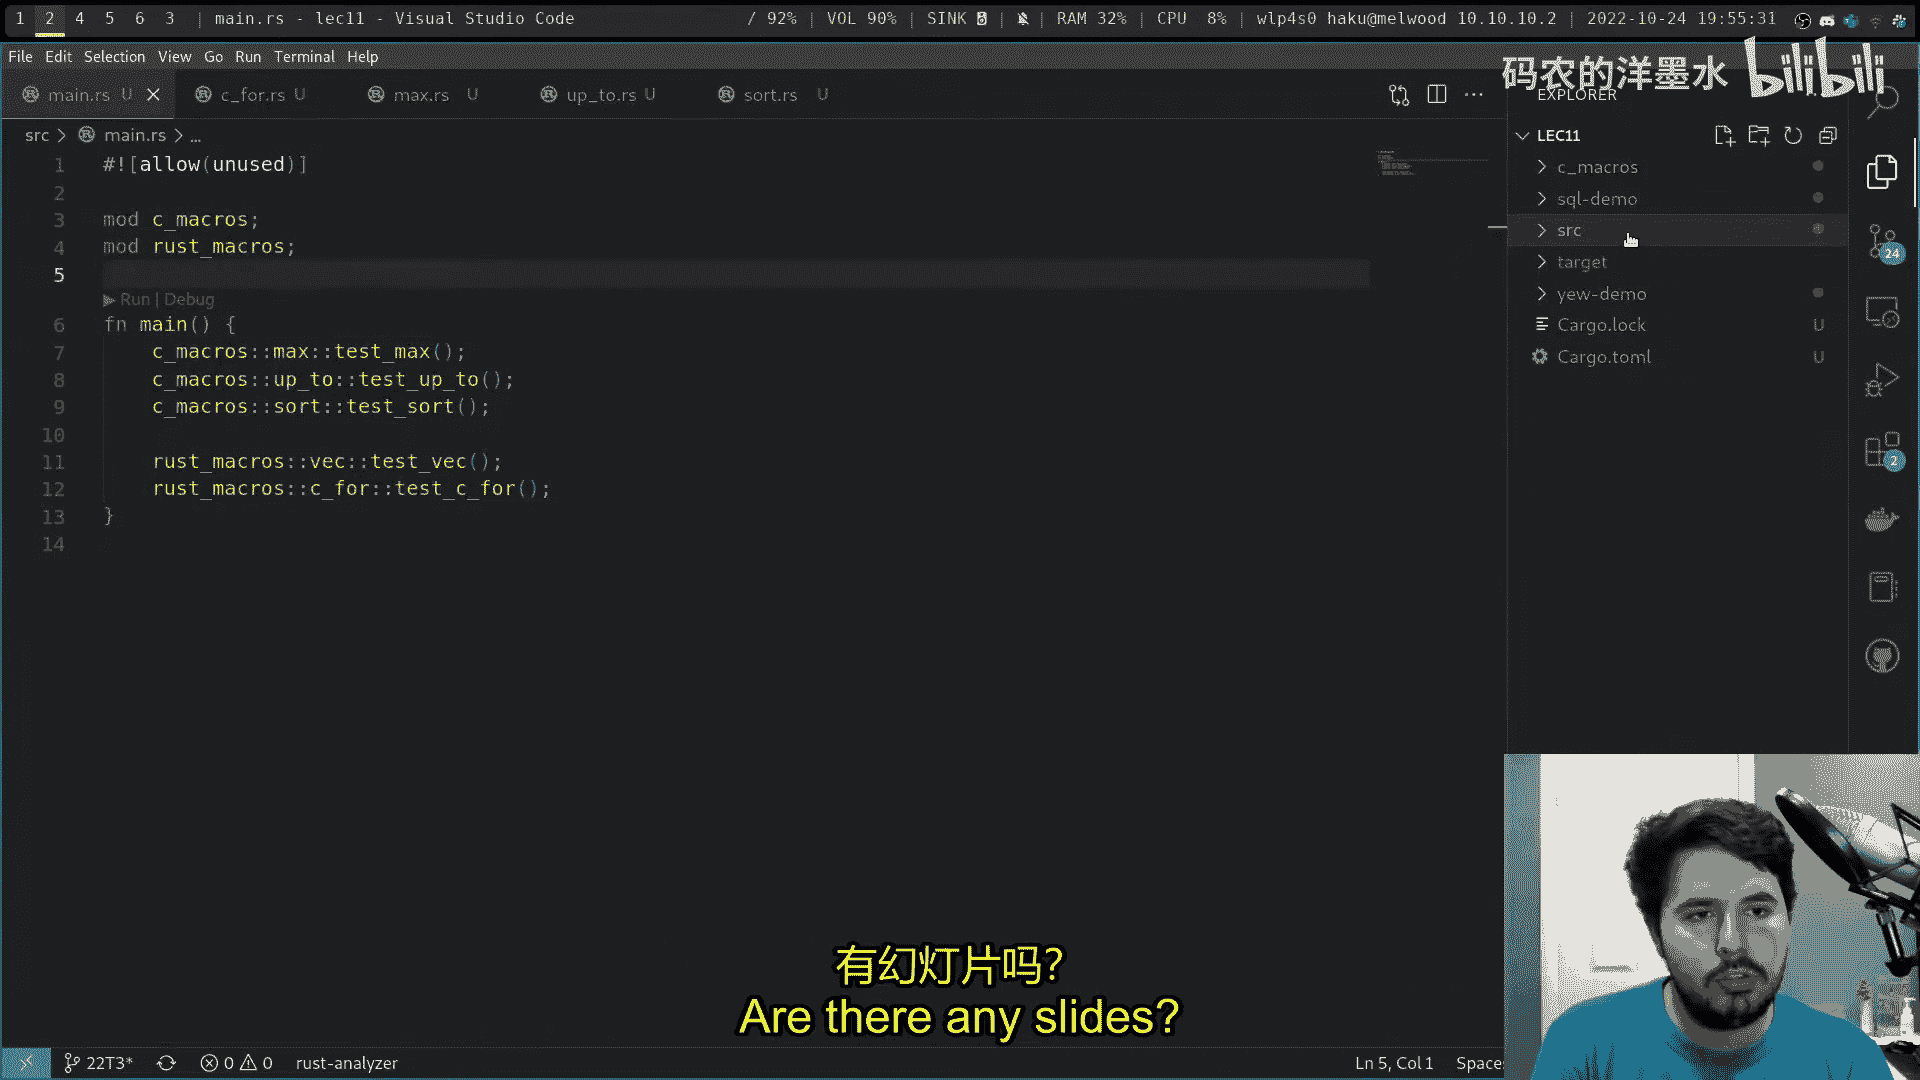 1 2 4 5 6 3 | main.rs - lec11 - Visual Studio Code / 92% | VOL 90% | SINK | | RAM 32% | CPU 8% | wlp4s0 haku@melwood 10.10.10.2 | 2022-10-24 19:55:31
File Edit Selection View Go Run Terminal Help
码农的洋墨水 bilibili
main.rs U c_for.rs U max.rs U up_to.rs U sort.rs U
EXPLORER
src > main.rs > ...
LEC11
1 #![allow(unused)]
2
3 mod c_macros;
4 mod rust_macros;
5
Run | Debug
6 fn main() {
7 c_macros::max::test_max();
8 c_macros::up_to::test_up_to();
9 c_macros::sort::test_sort();
10
11 rust_macros::vec::test_vec();
12 rust_macros::c_for::test_c_for();
13 }
14
c_macros
sql-demo
src
target
yew-demo
Cargo.lock U
Cargo.toml U
24
2
有幻灯片吗?
Are there any slides?
22T3* 0 0 rust-analyzer Ln 5, Col 1